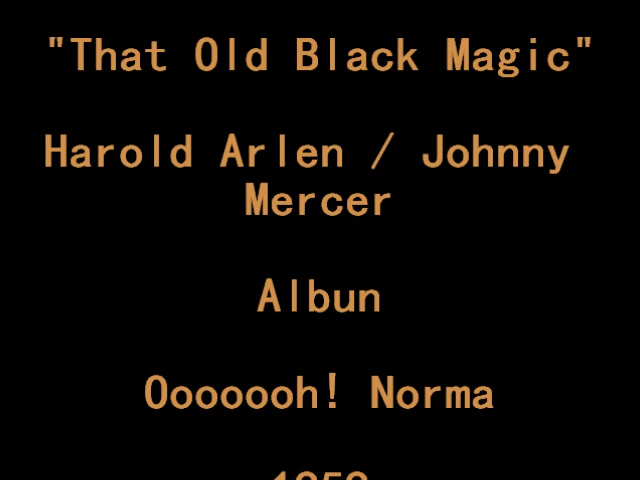 "That Old Black Magic"
Harold Arlen / Johnny
Mercer
Albun
Ooooooh! Norma